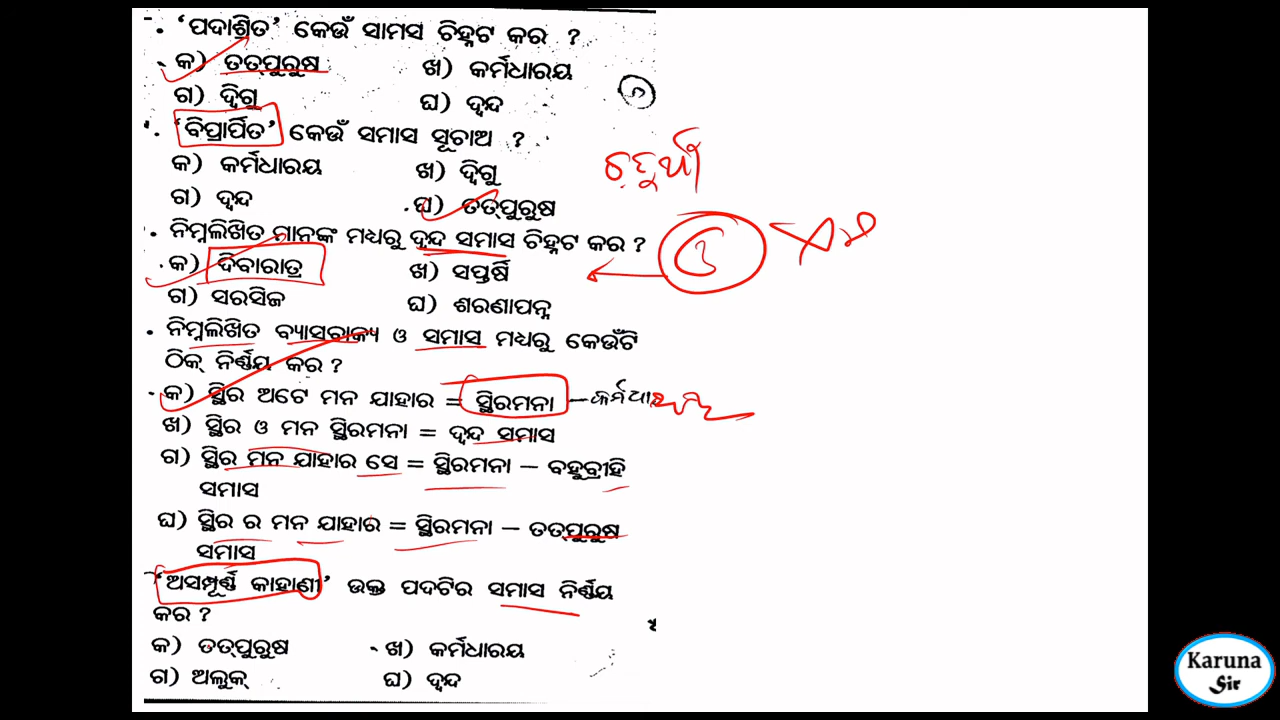 . 'ପଦାଶ୍ରିତ' କେଉଁ ସାମସ ଚିହ୍ନଟ କର ?
କ) ତତ୍‌ପୁରୁଷ ଖ) କର୍ମଧାରୟ
ଗ) ଦ୍ୱିଗୁ ଘ) ଦ୍ୱନ୍ଦ
୬
. 'ବିପ୍ରାର୍ପିତ' କେଉଁ ସମାସ ସୂଚାଅ ?
କ) କର୍ମଧାରୟ ଖ) ଦ୍ୱିଗୁ
ଗ) ଦ୍ୱନ୍ଦ ଘ) ତତ୍‌ପୁରୁଷ
. ନିମ୍ନଲିଖିତ ମାନଙ୍କ ମଧ୍ୟରୁ ଦ୍ୱନ୍ଦ ସମାସ ଚିହ୍ନଟ କର ?
କ) ଦିବାରାତ୍ର ଖ) ସପ୍ତର୍ଷି
ଗ) ସରସିଜ ଘ) ଶରଣାପନ୍ନ
ଓ
. ନିମ୍ନଲିଖିତ ବ୍ୟାସବାକ୍ୟ ଓ ସମାସ ମଧ୍ୟରୁ କେଉଁଟି
ଠିକ୍ ନିର୍ଣ୍ଣୟ କର ?
କ) ସ୍ଥିର ଅଟେ ମନ ଯାହାର = ସ୍ଥିରମନା –
ଖ) ସ୍ଥିର ଓ ମନ ସ୍ଥିରମନା = ଦ୍ୱନ୍ଦ ସମାସ
ଗ) ସ୍ଥିର ମନ ଯାହାର ସେ = ସ୍ଥିରମନା – ବହୁବ୍ରୀହି
ସମାସ
ଘ) ସ୍ଥିର ର ମନ ଯାହାର = ସ୍ଥିରମନା – ତତ୍‌ପୁରୁଷ
ସମାସ
'ଅସମ୍ପୂର୍ଣ୍ଣ କାହାଣୀ' ଉକ୍ତ ପଦଟିର ସମାସ ନିର୍ଣ୍ଣୟ
କର ?
କ) ତତ୍‌ପୁରୁଷ ଖ) କର୍ମଧାରୟ
ଗ) ଅଲୁକ୍ ଘ) ଦ୍ୱନ୍ଦ
Karuna
Sir